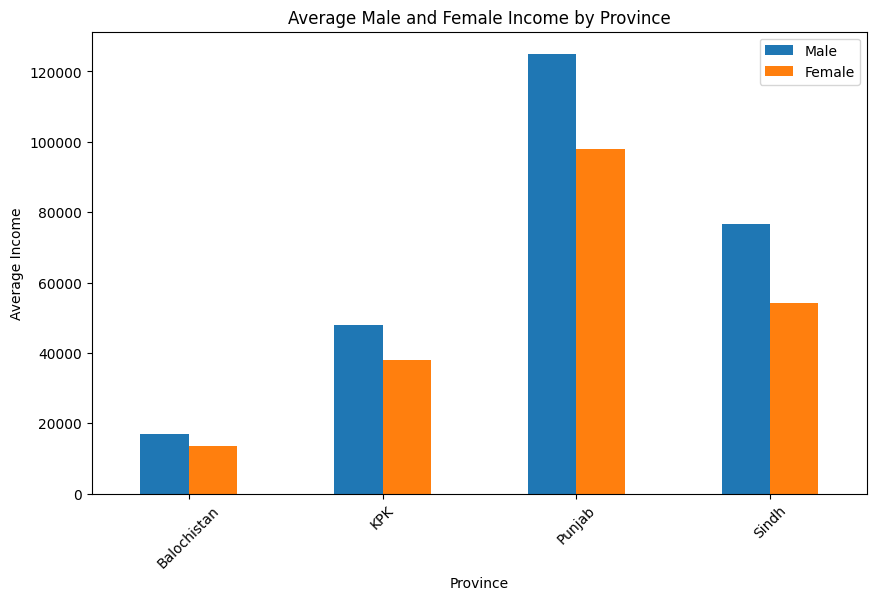 Average Male and Female Income by Province
Male
Female
Average Income
120000
100000
80000
60000
40000
20000
0
Balochistan
KPK
Punjab
Sindh
Province